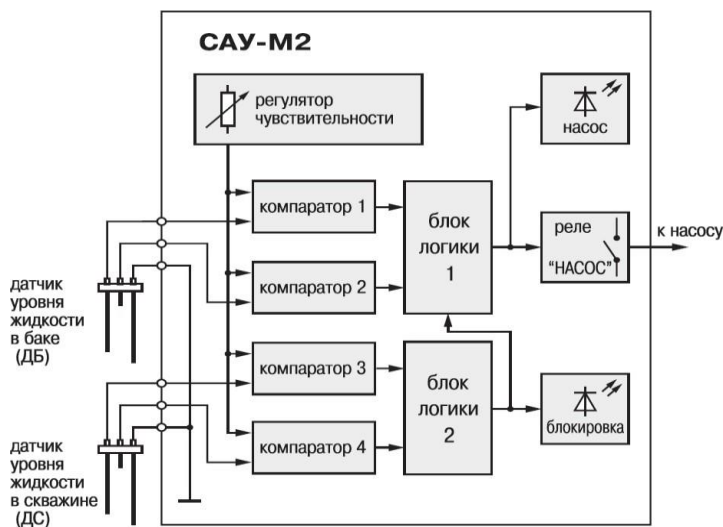 САУ-М2
регулятор
чувствительности
насос
компаратор 1
блок
логики
1
реле
"НАСОС"
к насосу
компаратор 2
датчик
уровня
жидкости
в баке
(ДБ)
компаратор 3
блок
логики
2
блокировка
компаратор 4
датчик
уровня
жидкости
в скважине
(ДС)